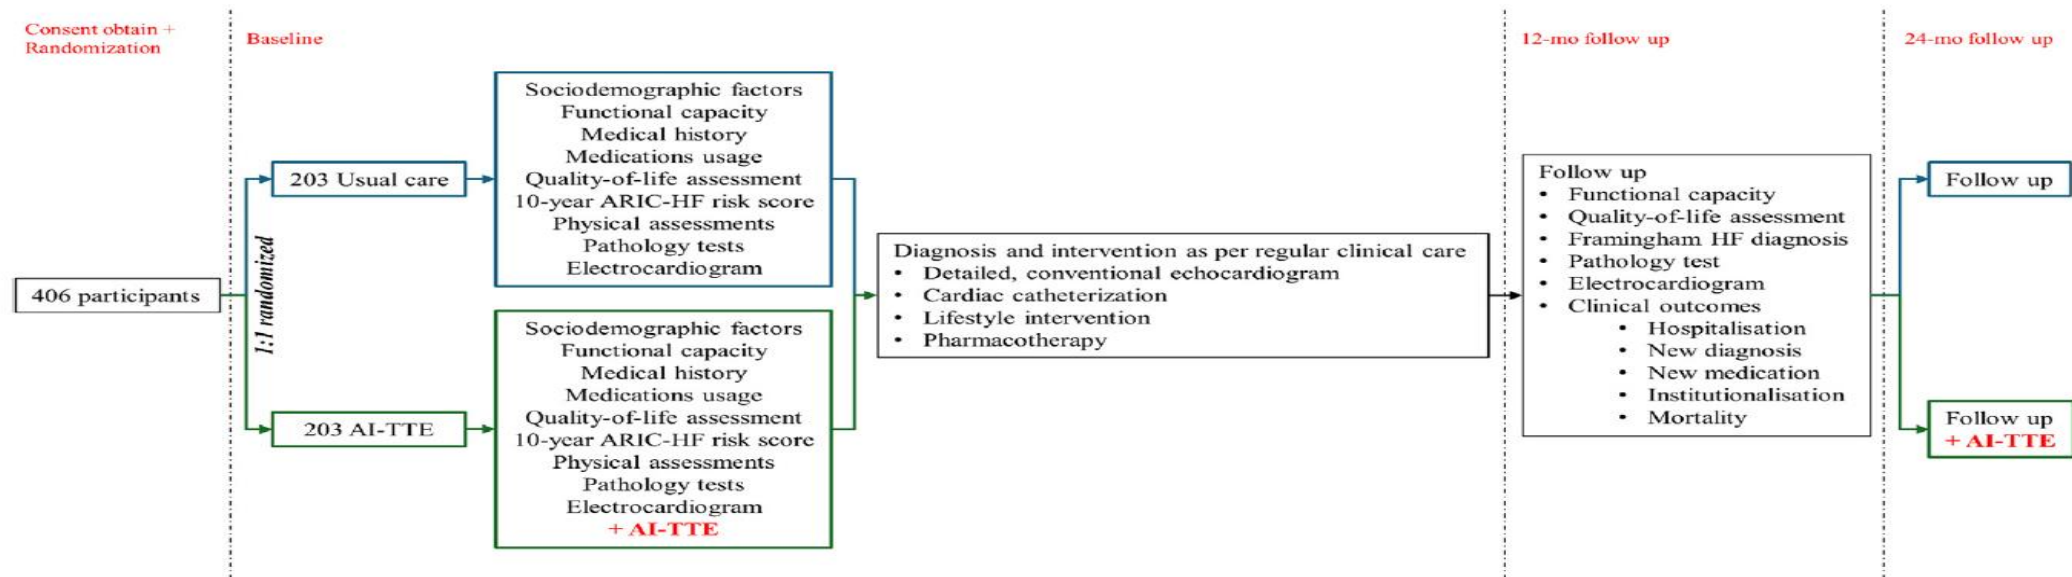 Consent obtain +
Randomization
Baseline
12-mo follow up
24-mo follow up
406 participants
1:1 randomized
203 Usual care
Sociodemographic factors
Functional capacity
Medical history
Medications usage
Quality-of-life assessment
10-year ARIC-HF risk score
Physical assessments
Pathology tests
Electrocardiogram
203 AI-TTE
Sociodemographic factors
Functional capacity
Medical history
Medications usage
Quality-of-life assessment
10-year ARIC-HF risk score
Physical assessments
Pathology tests
Electrocardiogram
+ AI-TTE
Diagnosis and intervention as per regular clinical care
• Detailed, conventional echocardiogram
• Cardiac catheterization
• Lifestyle intervention
• Pharmacotherapy
Follow up
• Functional capacity
• Quality-of-life assessment
• Framingham HF diagnosis
• Pathology test
• Electrocardiogram
• Clinical outcomes
• Hospitalisation
• New diagnosis
• New medication
• Institutionalisation
• Mortality
Follow up
Follow up
+ AI-TTE